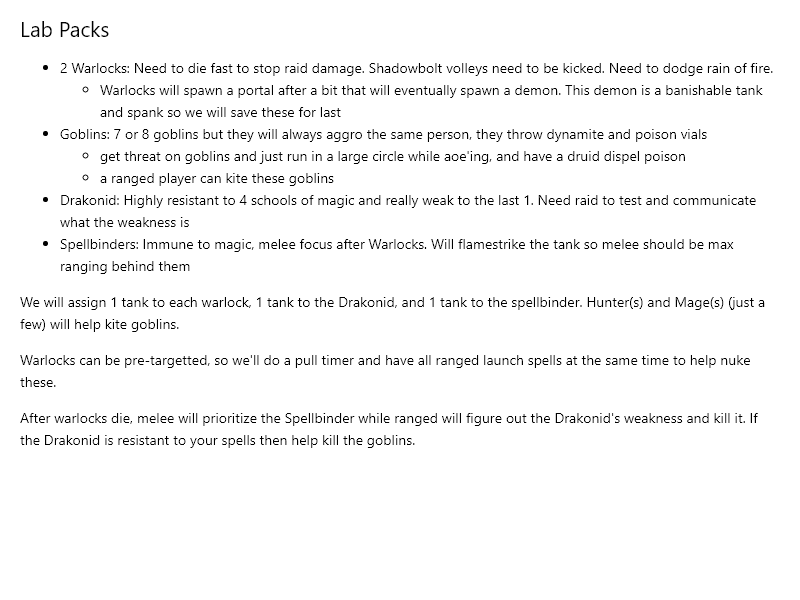 Lab Packs
2 Warlocks: Need to die fast to stop raid damage. Shadowbolt volleys need to be kicked. Need to dodge rain of fire.
Warlocks will spawn a portal after a bit that will eventually spawn a demon. This demon is a banishable tank
and spank so we will save these for last
Goblins: 7 or 8 goblins but they will always aggro the same person, they throw dynamite and poison vials
get threat on goblins and just run in a large circle while aoe'ing, and have a druid dispel poison
a ranged player can kite these goblins
Drakonid: Highly resistant to 4 schools of magic and really weak to the last 1. Need raid to test and communicate
what the weakness is
Spellbinders: Immune to magic, melee focus after Warlocks. Will flamestrike the tank so melee should be max
ranging behind them
We will assign 1 tank to each warlock, 1 tank to the Drakonid, and 1 tank to the spellbinder. Hunter(s) and Mage(s) (just a
few) will help kite goblins.
Warlocks can be pre-targetted, so we'll do a pull timer and have all ranged launch spells at the same time to help nuke
these.
After warlocks die, melee will prioritize the Spellbinder while ranged will figure out the Drakonid's weakness and kill it. If
the Drakonid is resistant to your spells then help kill the goblins.